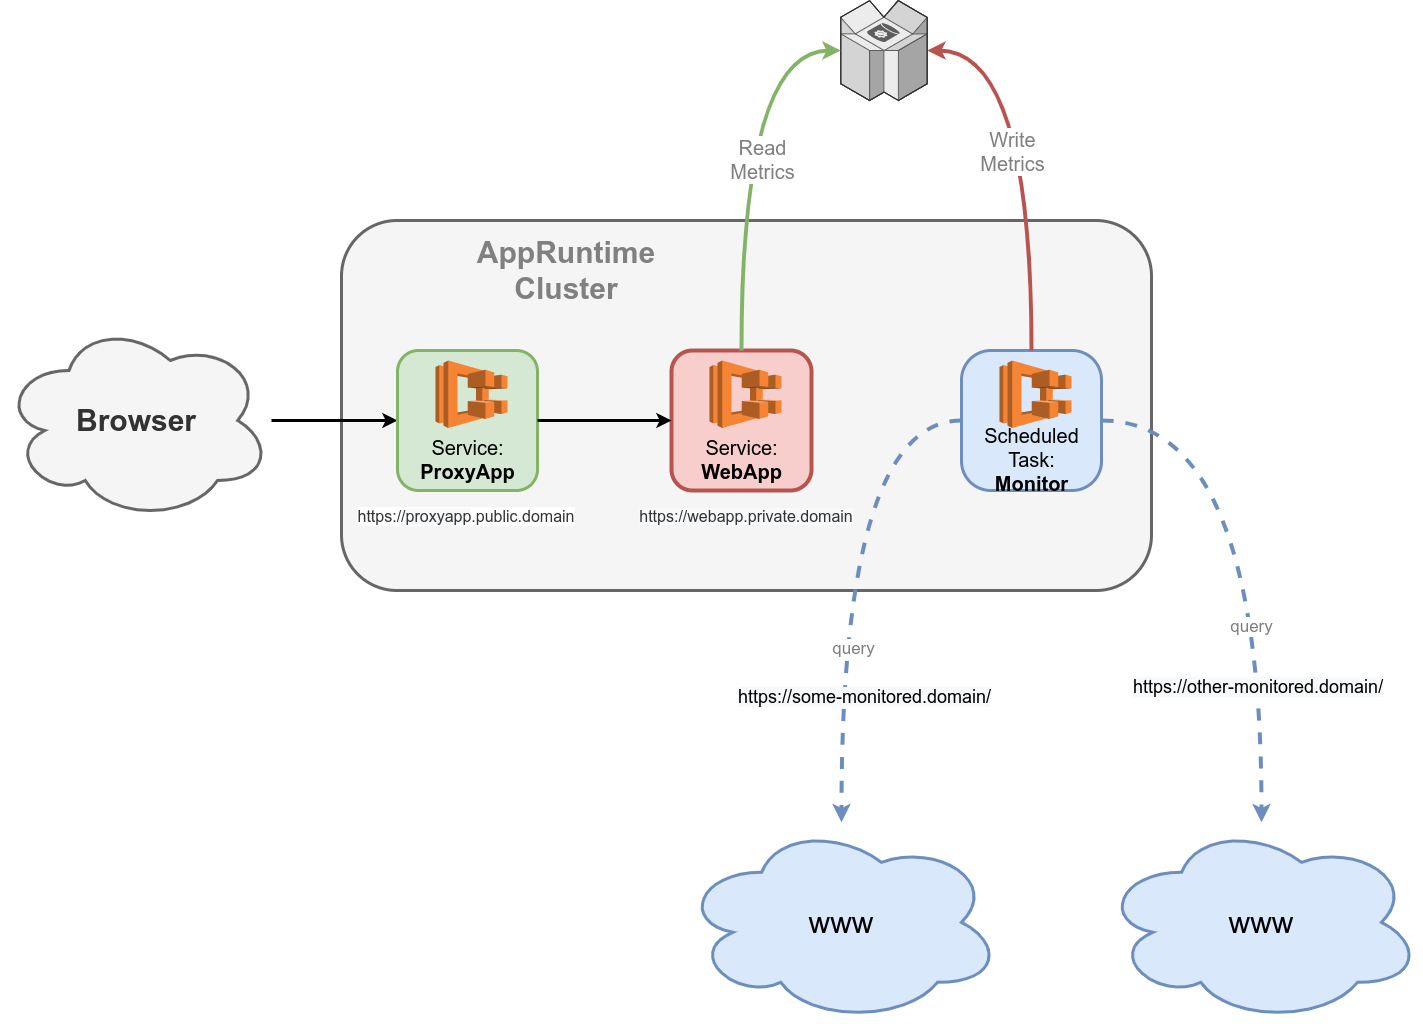 Read
Metrics
Write
Metrics
AppRuntime
Cluster
Browser
Service:
ProxyApp
https://proxyapp.public.domain
Service:
WebApp
https://webapp.private.domain
Scheduled
Task:
Monitor
query
https://some-monitored.domain/
query
https://other-monitored.domain/
www
www